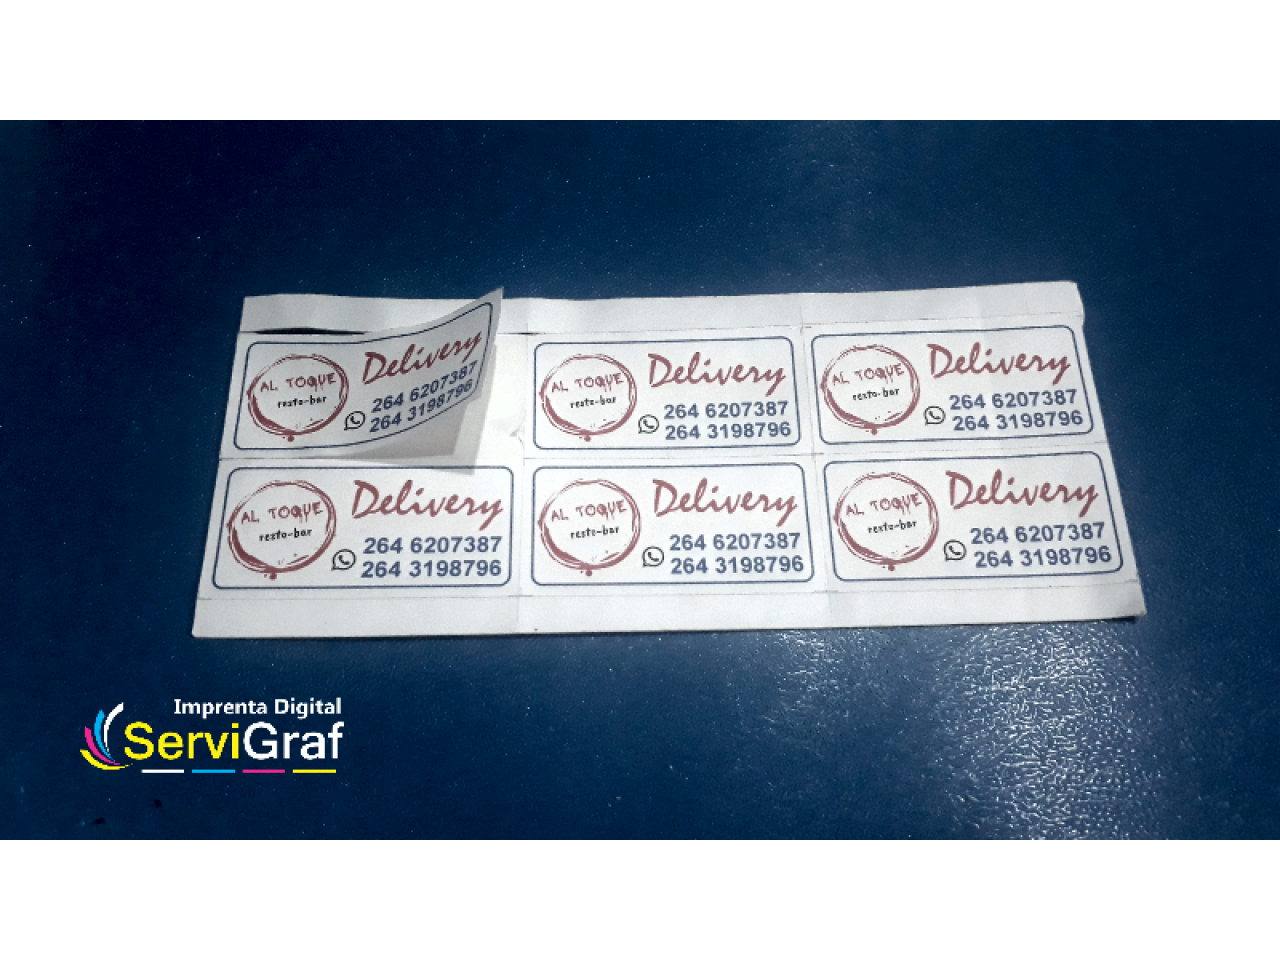 AL TOQUE
resto-bar
Delivery
264 6207387
264 3198796
AL TOQUE
resto-bar
Delivery
264 6207387
264 3198796
AL TOQUE
resto-bar
Delivery
264 6207387
264 3198796
AL TOQUE
resto-bar
Delivery
264 6207387
264 3198796
AL TOQUE
resto-bar
Delivery
264 6207387
264 3198796
AL TOQUE
resto-bar
Delivery
264 6207387
264 3198796
Imprenta Digital
ServiGraf